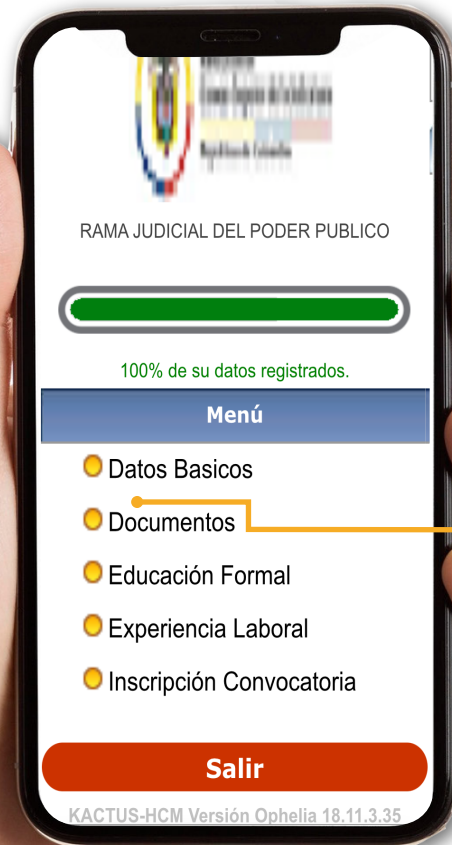 RAMA JUDICIAL DEL PODER PUBLICO
100% de su datos registrados.
Menú
Datos Basicos
Documentos
Educación Formal
Experiencia Laboral
Inscripción Convocatoria
Salir
KACTUS-HCM Versión Ophelia 18.11.3.35